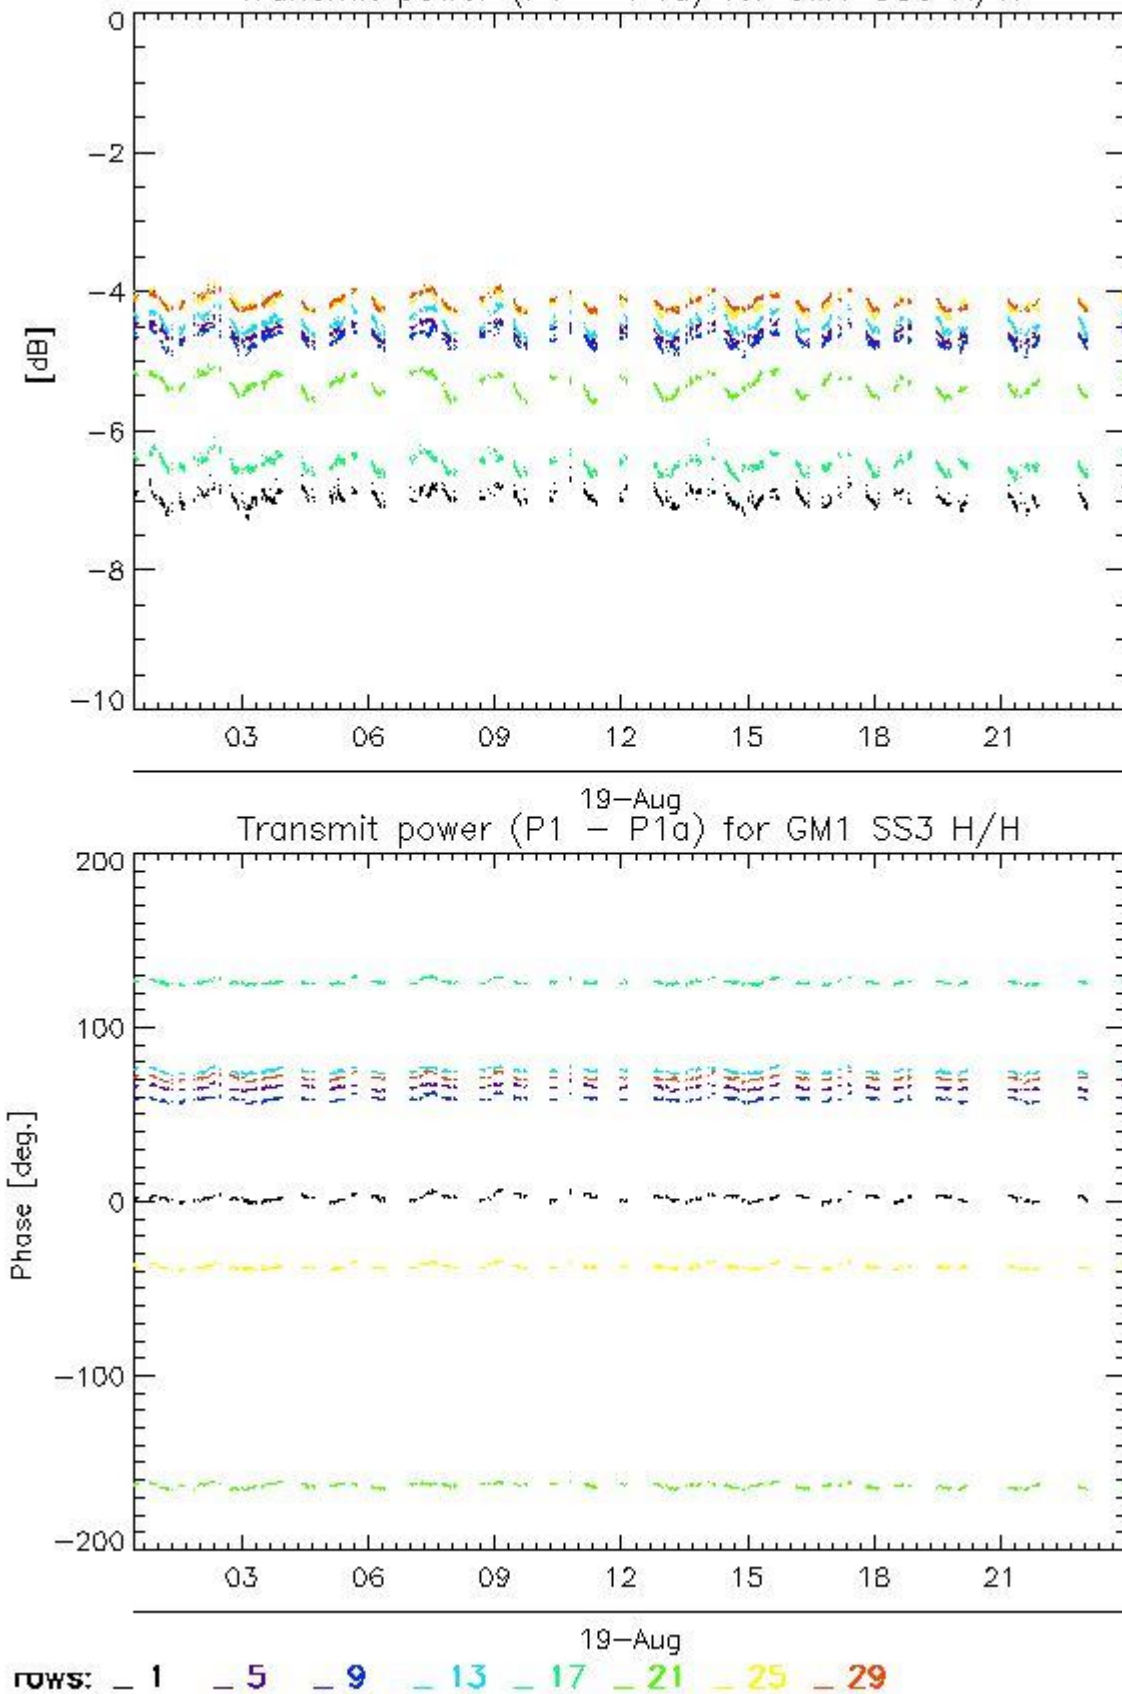 0
−2
−4
[dB]
−6
−8
−10
03 06 09 12 15 18 21
19−Aug
Transmit power (P1 − P1a) for GM1 SS3 H/H
200
100
0
Phase [deg.]
−100
−200
03 06 09 12 15 18 21
19−Aug
rows: _ 1 _ 5 _ 9 _ 13 _ 17 _ 21 _ 25 _ 29